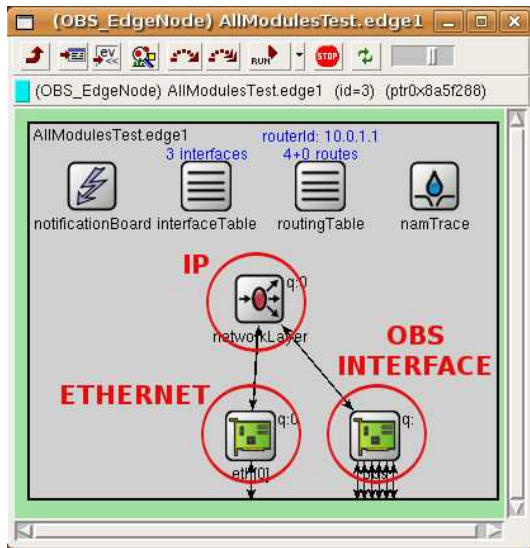 (OBS_EdgeNode) AllModulesTest.edge1
ev
<<
RUN
STOP
(OBS_EdgeNode) AllModulesTest.edge1 (id=3) (ptr0x8a5f288)
AllModulesTest.edge1
routerId: 10.0.1.1
3 interfaces
4+0 routes
notificationBoard
interfaceTable
routingTable
namTrace
IP
q:0
networkLayer
OBS
INTERFACE
ETHERNET
q:0
q:
eth[0]